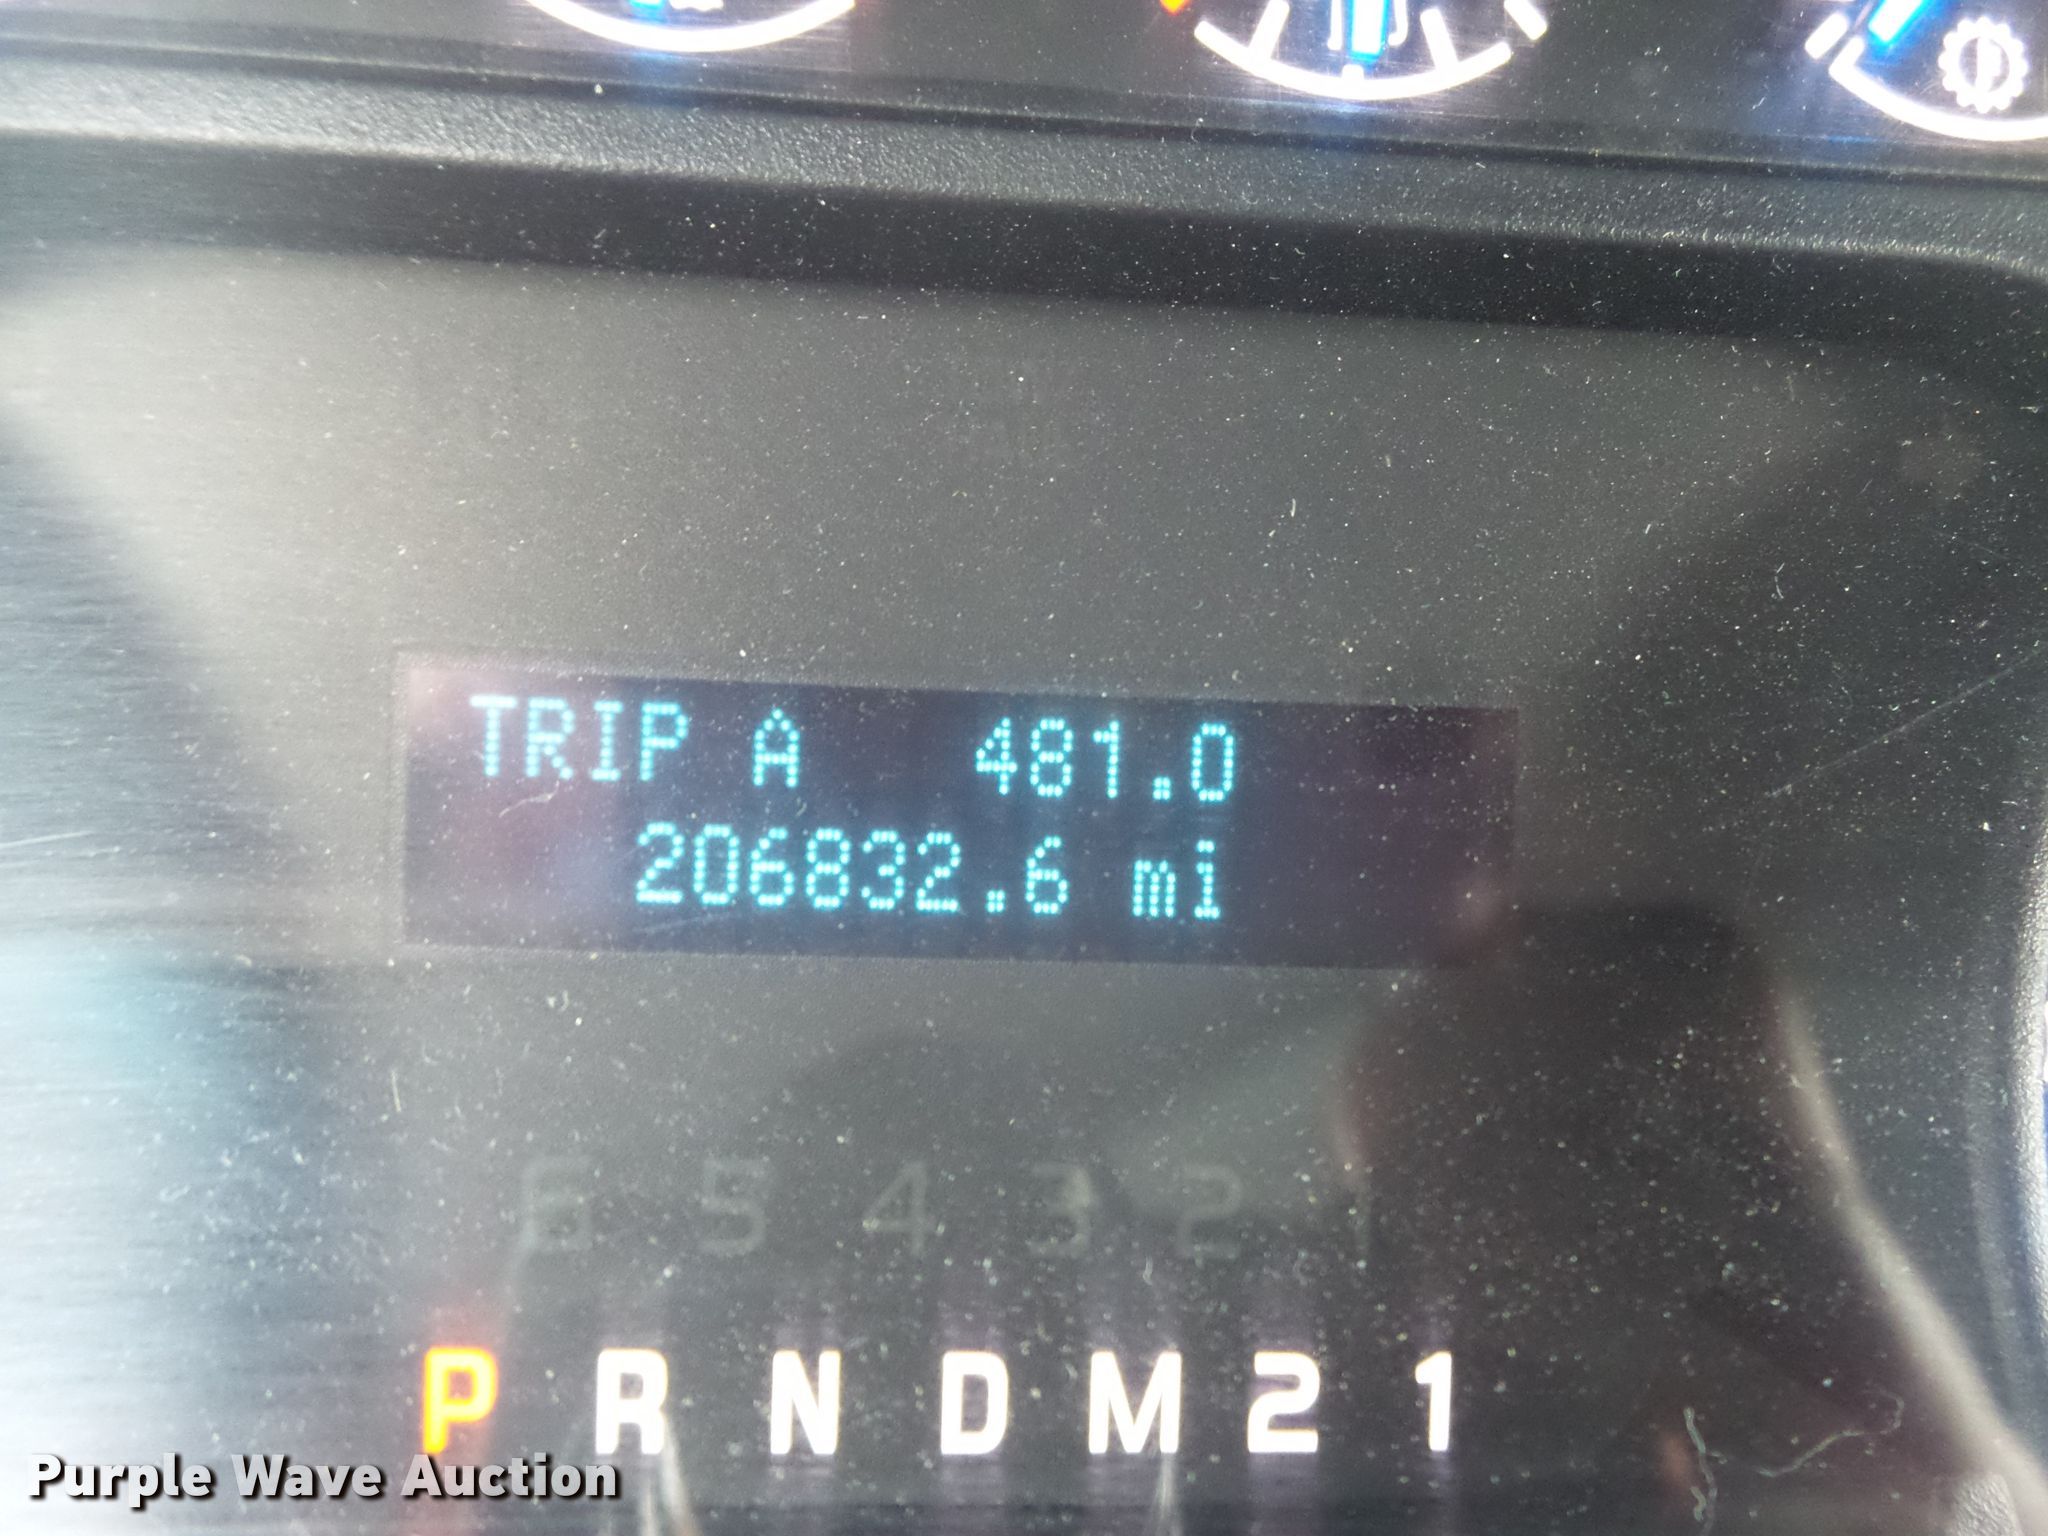 TRIP A 481.0
206832.6 mi
6 5 4 3 2 1
P R N D M 2 1
Purple Wave Auction